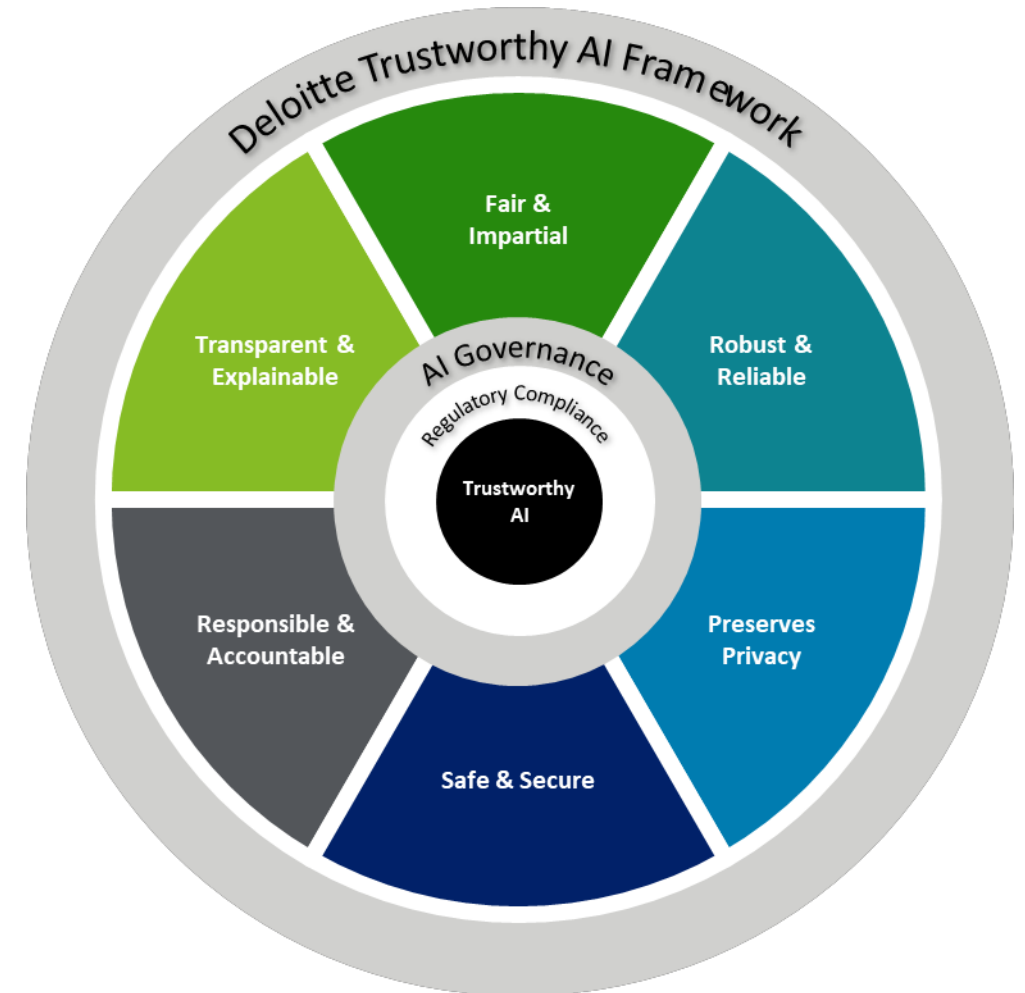 Deloitte Trustworthy AI Framework
Fair &
Impartial
Transparent &
Explainable
Robust &
Reliable
AI Governance
Regulatory Compliance
Trustworthy
AI
Responsible &
Accountable
Preserves
Privacy
Safe & Secure